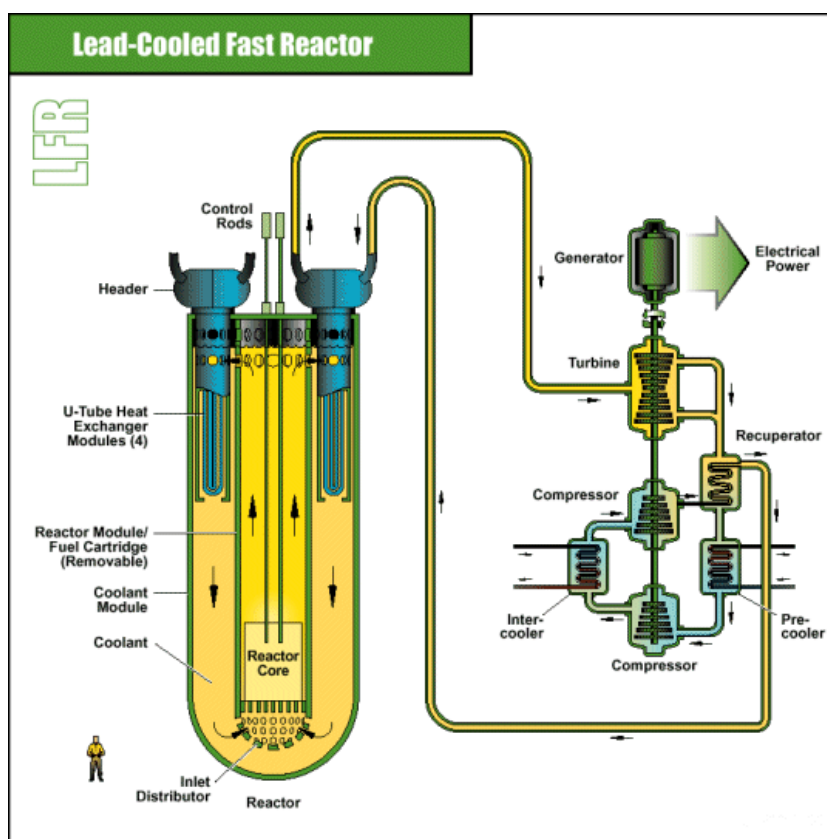 Lead-Cooled Fast Reactor
LFR
Control
Rods
Header
U-Tube Heat
Exchanger
Modules (4)
Reactor Module/
Fuel Cartridge
(Removable)
Coolant
Module
Coolant
Reactor
Core
Inlet
Distributor
Reactor
Generator
Electrical
Power
Turbine
Recuperator
Compressor
Inter-
cooler
Compressor
Pre-
cooler